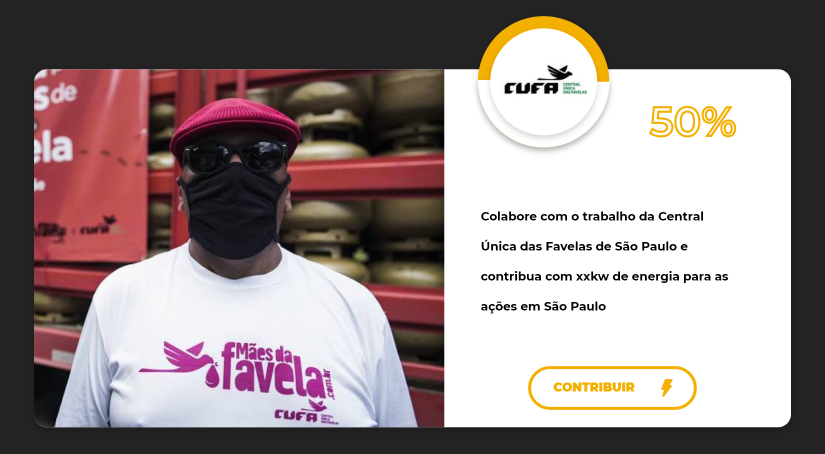 s de
ela
CUFA
CENTRAL
ÚNICA
DAS FAVELAS
50%
Colabore com o trabalho da Central
Única das Favelas de São Paulo e
contribua com xxkw de energia para as
ações em São Paulo
CONTRIBUIR
Mães da
favela
.com.br
CUFA